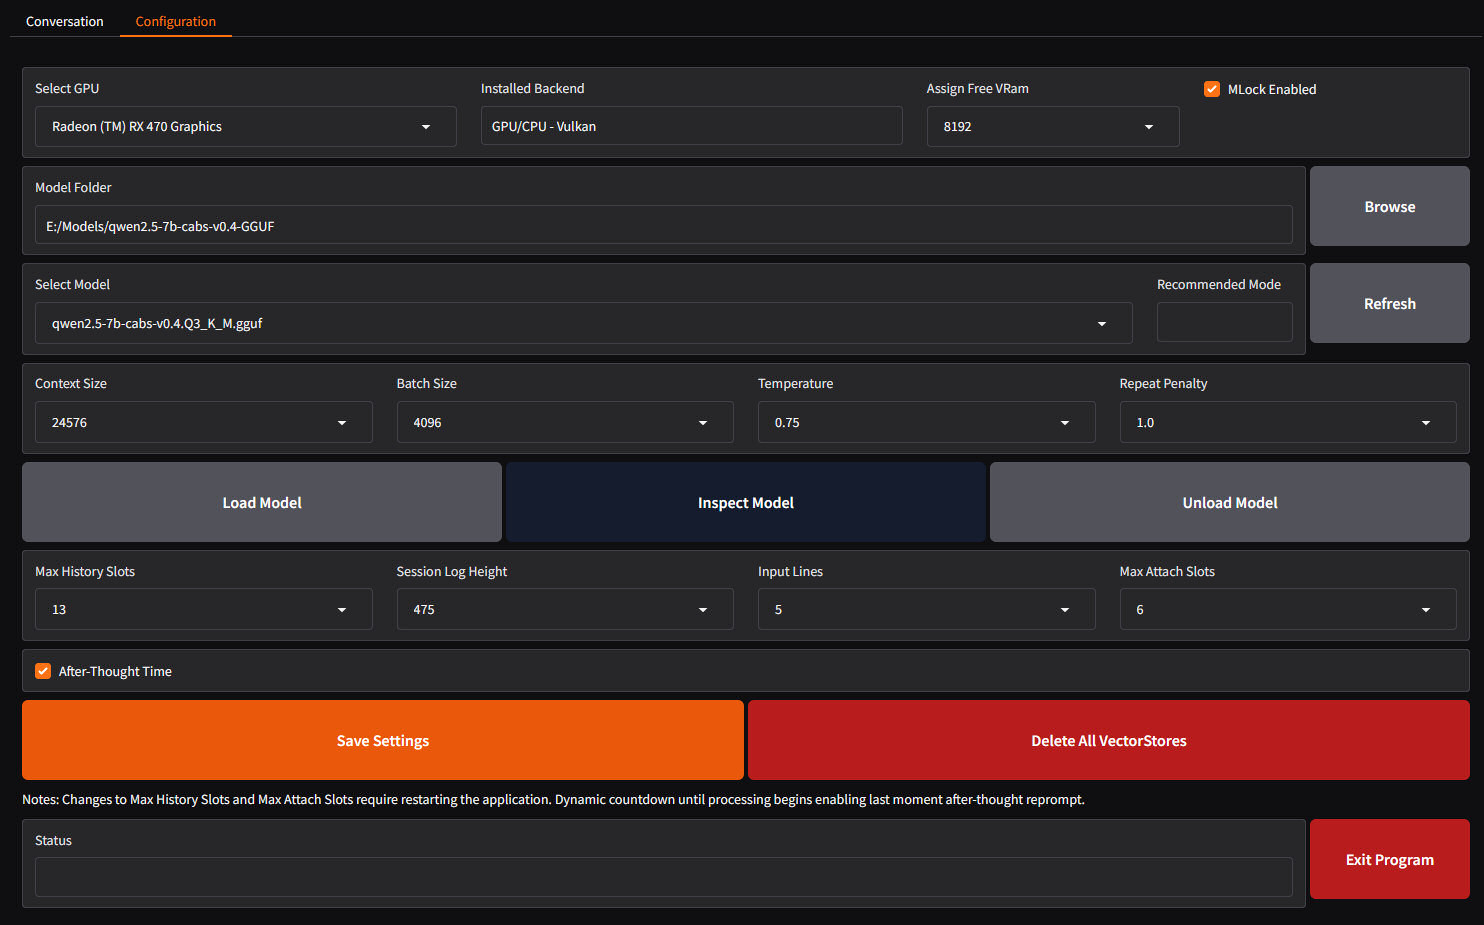 Conversation Configuration
Select GPU Installed Backend Assign Free VRam MLock Enabled
Radeon (TM) RX 470 Graphics GPU/CPU - Vulkan 8192
Model Folder
E:/Models/qwen2.5-7b-cabs-v0.4-GGUF
Browse
Select Model Recommended Mode
qwen2.5-7b-cabs-v0.4.Q3_K_M.gguf
Refresh
Context Size Batch Size Temperature Repeat Penalty
24576 4096 0.75 1.0
Load Model Inspect Model Unload Model
Max History Slots Session Log Height Input Lines Max Attach Slots
13 475 5 6
After-Thought Time
Save Settings Delete All VectorStores
Notes: Changes to Max History Slots and Max Attach Slots require restarting the application. Dynamic countdown until processing begins enabling last moment after-thought reprompt.
Status
Exit Program